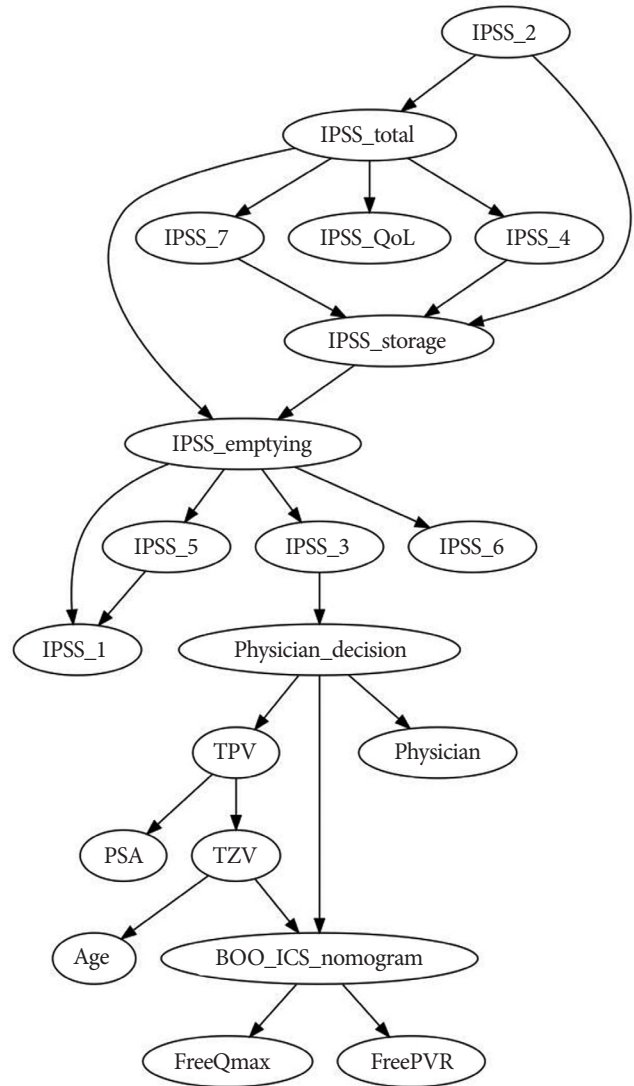 IPSS_2
IPSS_total
IPSS_7
IPSS_QoL
IPSS_4
IPSS_storage
IPSS_emptying
IPSS_5
IPSS_3
IPSS_6
IPSS_1
Physician_decision
TPV
Physician
PSA
TZV
Age
BOO_ICS_nomogram
FreeQmax
FreePVR